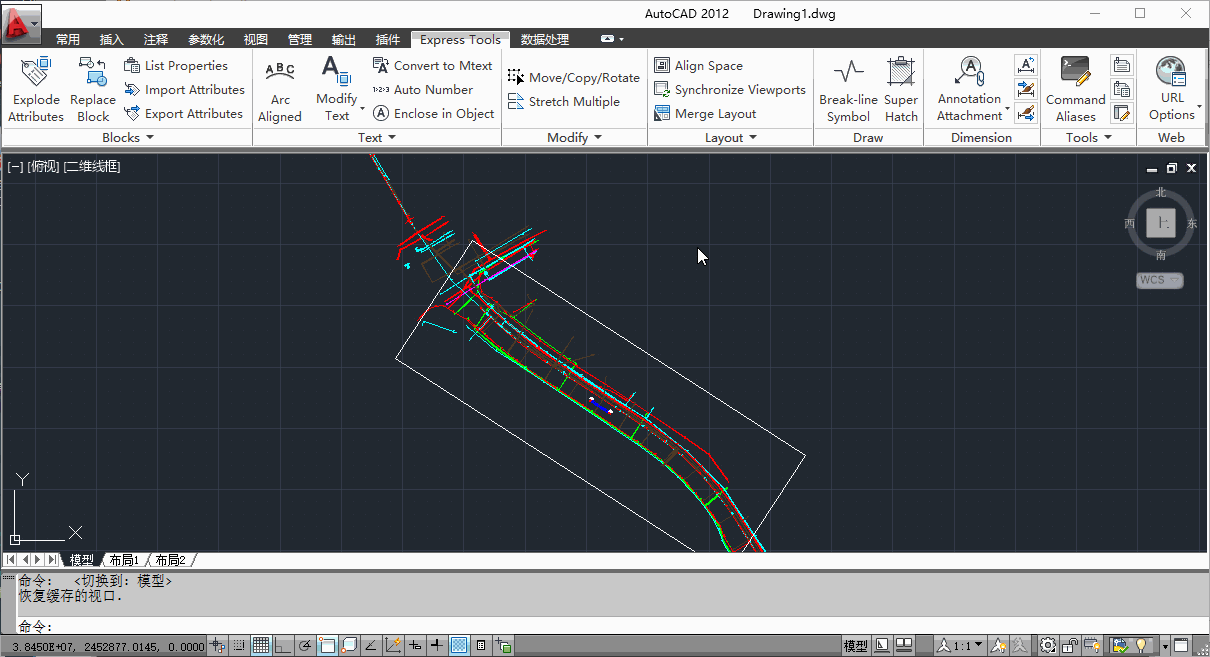 AutoCAD 2012 Drawing1.dwg
常用 插入 注释 参数化 视图 管理 输出 插件 Express Tools 数据处理
Explode Attributes
Replace Block
List Properties
Import Attributes
Export Attributes
ABC
Arc Aligned
Modify Text
Convert to Mtext
Auto Number
Enclose in Object
Move/Copy/Rotate
Stretch Multiple
Align Space
Synchronize Viewports
Merge Layout
Break-line Symbol
Super Hatch
Annotation Attachment
Command Aliases
URL Options
Blocks
Text
Modify
Layout
Draw
Dimension
Tools
Web
[−] [俯视] [二维线框]
北
西 上 东
南
WCS
Y
X
模型 布局1 布局2
命令: <切换到: 模型>
恢复缓存的视口.
命令:
3.8450E+07, 2452877.0145, 0.0000 模型 1:1